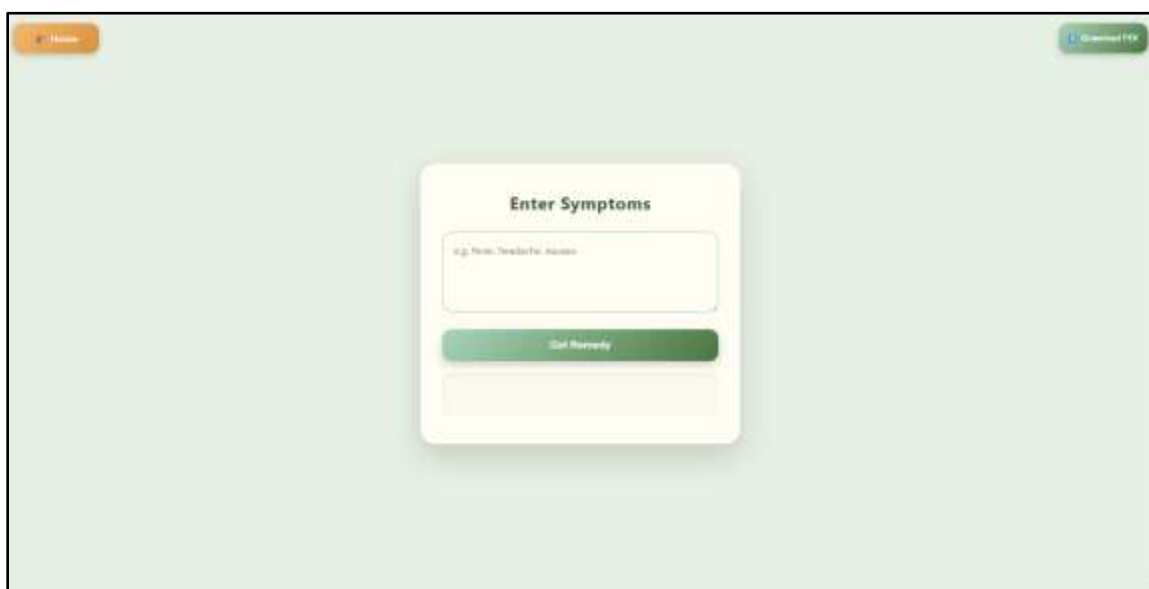 Home
Download PDF
Enter Symptoms
e.g. Fever, Headache, Nausea
Get Remedy